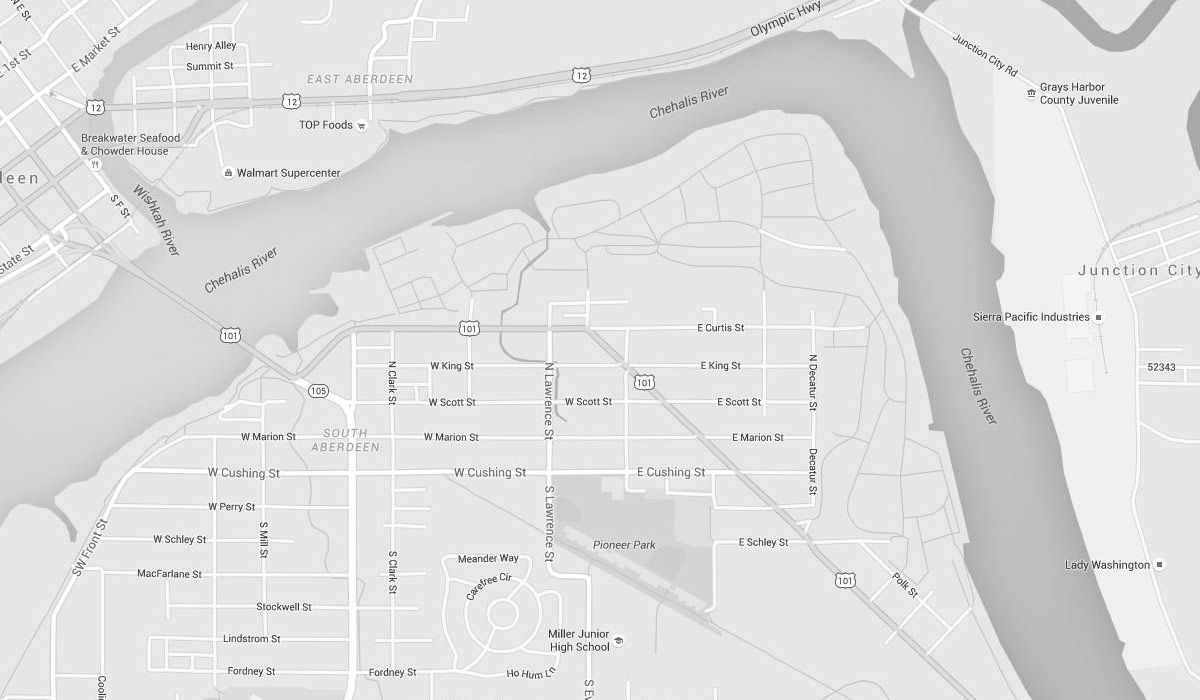 N E St
E 1st St
E Market St
Henry Alley
Summit St
EAST ABERDEEN
Olympic Hwy
12
12
12
Junction City Rd
Grays Harbor
County Juvenile
Chehalis River
TOP Foods
Breakwater Seafood
& Chowder House
Walmart Supercenter
leen
S F St
Wishkah River
State St
Chehalis River
Junction City
101
101
E Curtis St
Sierra Pacific Industries
Chehalis River
W King St
E King St
52343
N Clark St
N Lawrence St
N Decatur St
101
105
W Scott St
W Scott St
E Scott St
SOUTH
ABERDEEN
W Marion St
W Marion St
E Marion St
W Cushing St
W Cushing St
E Cushing St
Decatur St
W Perry St
S Lawrence St
SW Front St
W Schley St
S Mill St
Pioneer Park
E Schley St
Meander Way
Carefree Cir
S Clark St
MacFarlane St
Lady Washington
101
Polk St
Stockwell St
Lindstrom St
Miller Junior
High School
Fordney St
Fordney St
Ho Hum Ln